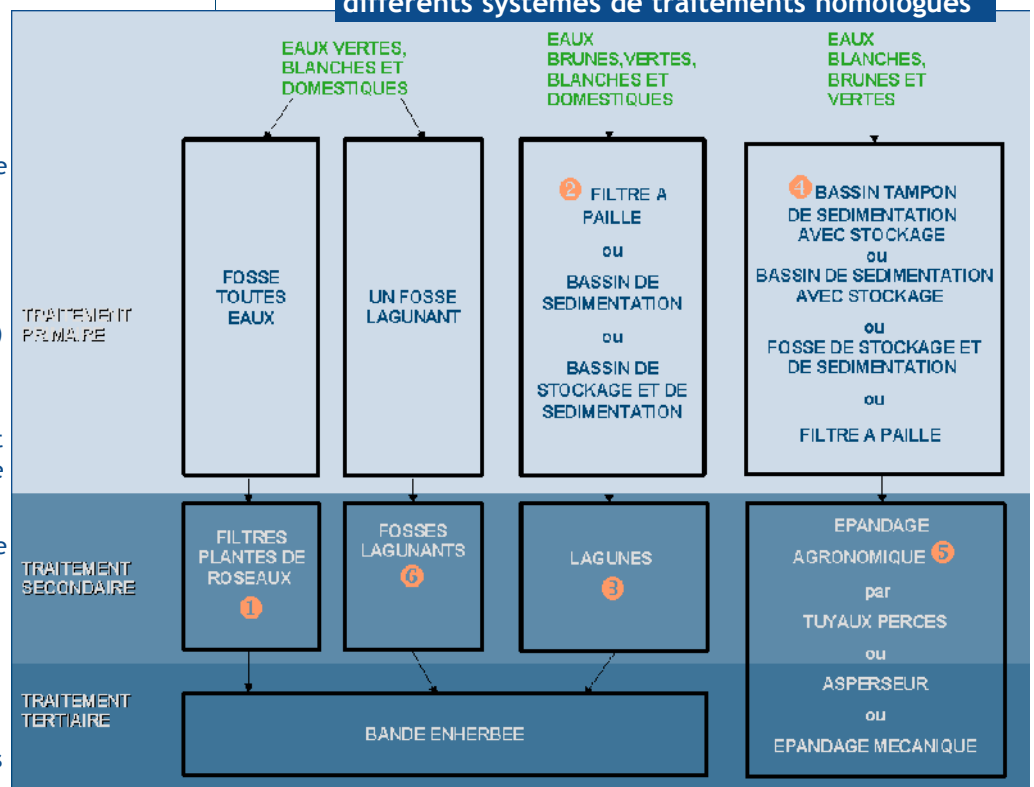 différents systèmes de traitements homologués
EAUX VERTES,
BLANCHES ET
DOMESTIQUES
EAUX
BRUNES,VERTES,
BLANCHES ET
DOMESTIQUES
EAUX
BLANCHES,
BRUNES ET
VERTES
TRAITEMENT
PRIMAIRE
FOSSE
TOUTES
EAUX
UN FOSSE
LAGUNANT
2 FILTRE A
PAILLE
ou
BASSIN DE
SEDIMENTATION
ou
BASSIN DE
STOCKAGE ET DE
SEDIMENTATION
4 BASSIN TAMPON
DE SEDIMENTATION
AVEC STOCKAGE
ou
BASSIN DE SEDIMENTATION
AVEC STOCKAGE
ou
FOSSE DE STOCKAGE ET
DE SEDIMENTATION
ou
FILTRE A PAILLE
TRAITEMENT
SECONDAIRE
FILTRES
PLANTES DE
ROSEAUX
1
FOSSES
LAGUNANTS
6
LAGUNES
3
EPANDAGE
AGRONOMIQUE 5
par
TUYAUX PERCES
ou
ASPERSEUR
ou
EPANDAGE MECANIQUE
TRAITEMENT
TERTIAIRE
BANDE ENHERBEE